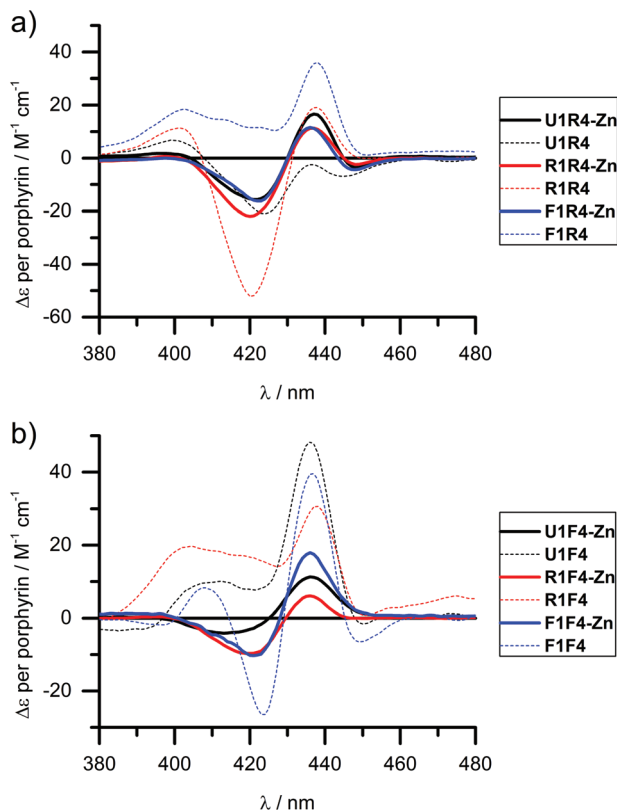 a)
40
20
0
-20
-40
-60
Δε per porphyrin / M⁻¹ cm⁻¹
380 400 420 440 460 480
λ / nm
U1R4-Zn
U1R4
R1R4-Zn
R1R4
F1R4-Zn
F1R4
b)
40
20
0
-20
Δε per porphyrin / M⁻¹ cm⁻¹
380 400 420 440 460 480
λ / nm
U1F4-Zn
U1F4
R1F4-Zn
R1F4
F1F4-Zn
F1F4